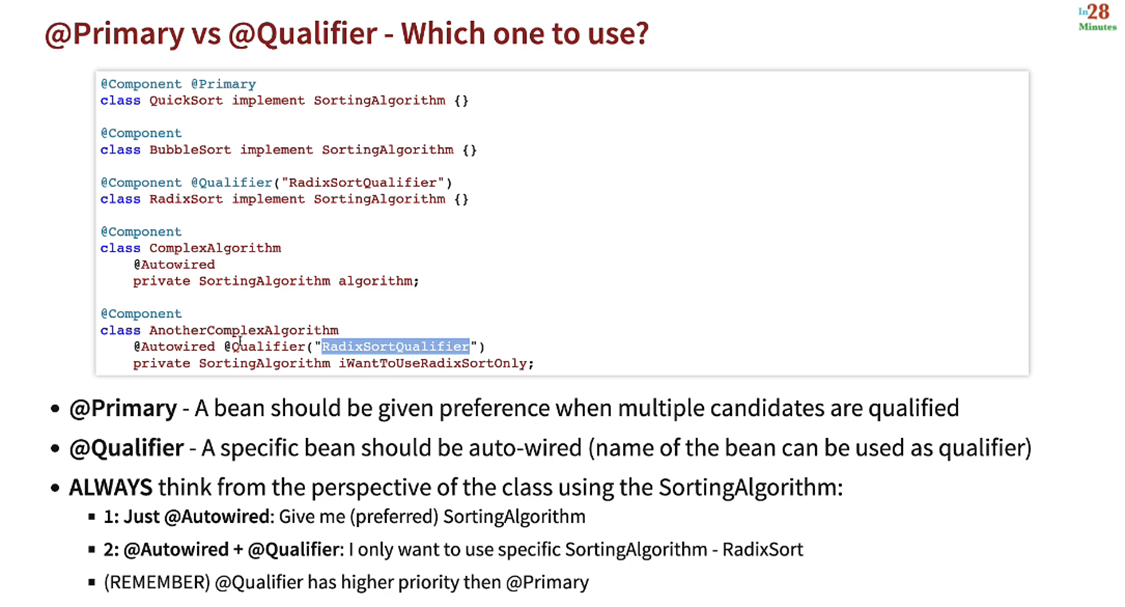 @Primary vs @Qualifier - Which one to use?
In28
Minutes
@Component @Primary
class QuickSort implement SortingAlgorithm {}
@Component
class BubbleSort implement SortingAlgorithm {}
@Component @Qualifier("RadixSortQualifier")
class RadixSort implement SortingAlgorithm {}
@Component
class ComplexAlgorithm
@Autowired
private SortingAlgorithm algorithm;
@Component
class AnotherComplexAlgorithm
@Autowired @Qualifier("RadixSortQualifier")
private SortingAlgorithm iWantToUseRadixSortOnly;
• @Primary - A bean should be given preference when multiple candidates are qualified
• @Qualifier - A specific bean should be auto-wired (name of the bean can be used as qualifier)
• ALWAYS think from the perspective of the class using the SortingAlgorithm:
▪ 1: Just @Autowired: Give me (preferred) SortingAlgorithm
▪ 2: @Autowired + @Qualifier: I only want to use specific SortingAlgorithm - RadixSort
▪ (REMEMBER) @Qualifier has higher priority then @Primary